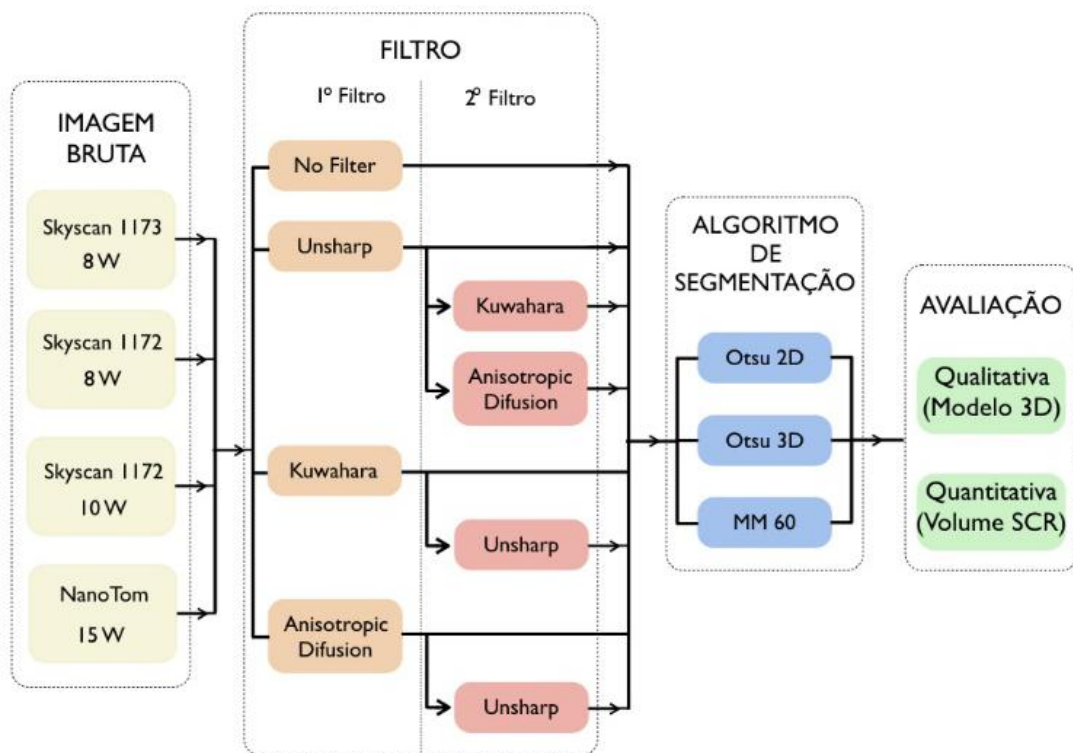 IMAGEM
BRUTA
Skyscan 1173
8 W
Skyscan 1172
8 W
Skyscan 1172
10 W
NanoTom
15 W
FILTRO
1º Filtro
2º Filtro
No Filter
Unsharp
Kuwahara
Anisotropic
Difusion
Kuwahara
Unsharp
Anisotropic
Difusion
Unsharp
ALGORITMO
DE
SEGMENTAÇÃO
Otsu 2D
Otsu 3D
MM 60
AVALIAÇÃO
Qualitativa
(Modelo 3D)
Quantitativa
(Volume SCR)